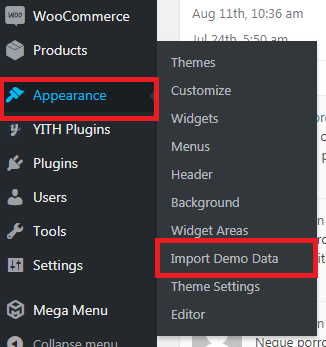 WooCommerce
Products
Appearance
YITH Plugins
Plugins
Users
Tools
Settings
Mega Menu
Collapse menu
Themes
Customize
Widgets
Menus
Header
Background
Widget Areas
Import Demo Data
Theme Settings
Editor
Aug 11th, 10:36 am
Jul 24th, 5:50 am
Neque porro